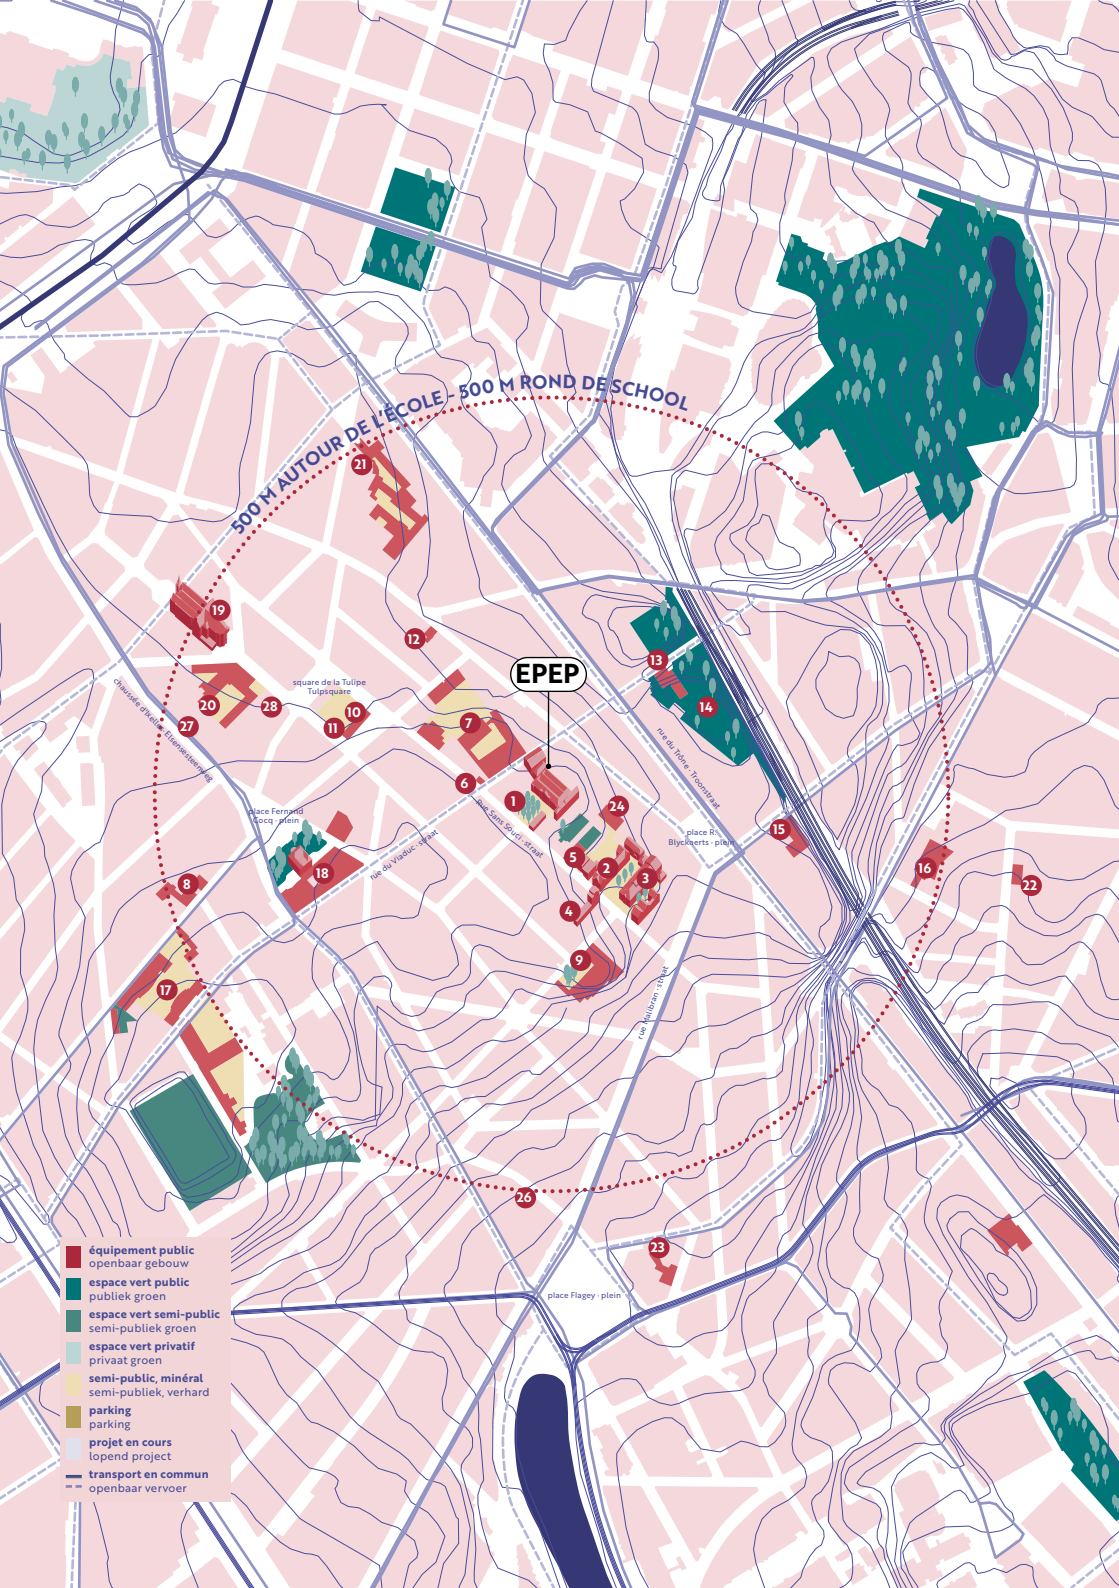 500 M AUTOUR DE L'ÉCOLE - 500 M ROND DE SCHOOL
21
19
12
EPEP
13
square de la Tulipe
Tulpsquare
20
28
10
14
27
11
7
chaussée d'Ixelles · Elsensesteenweg
rue du Trône · Troonstraat
6
1
24
place Fernand
Cocq · plein
Rue Sans Souci · straat
place R.
Blyckaerts · plein
15
rue du Viaduc · straat
5
2
16
18
3
22
8
4
9
17
rue Malibran · straat
26
23
place Flagey · plein
équipement public
openbaar gebouw
espace vert public
publiek groen
espace vert semi-public
semi-publiek groen
espace vert privatif
privaat groen
semi-public, minéral
semi-publiek, verhard
parking
parking
projet en cours
lopend project
transport en commun
openbaar vervoer